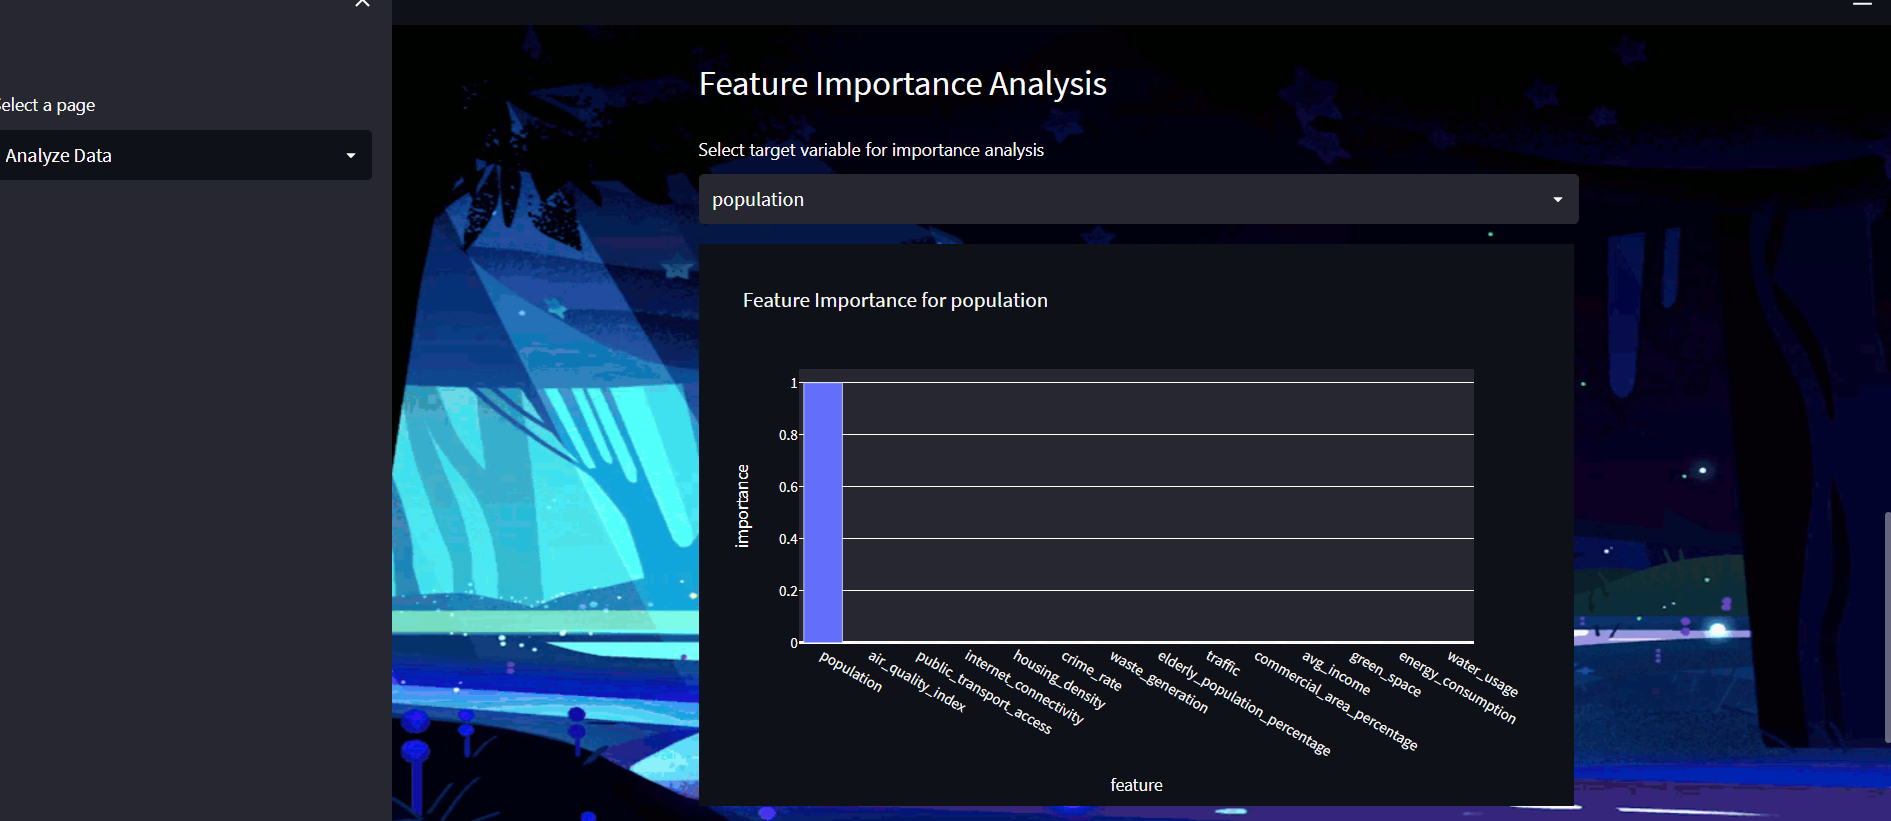 elect a page
Analyze Data
Feature Importance Analysis
Select target variable for importance analysis
population
Feature Importance for population
1
0.8
0.6
0.4
0.2
0
importance
population
air_quality_index
public_transport_access
internet_connectivity
housing_density
crime_rate
waste_generation
elderly_population_percentage
traffic
commercial_area_percentage
avg_income
green_space
energy_consumption
water_usage
feature